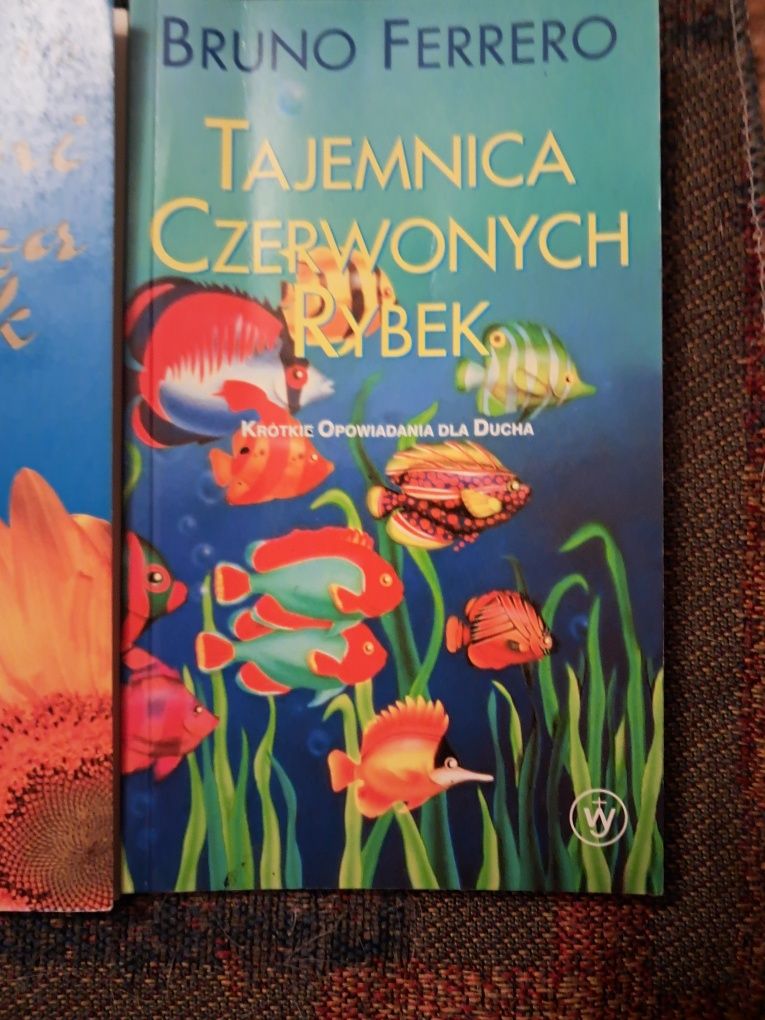 BRUNO FERRERO
TAJEMNICA
CZERWONYCH
RYBEK
KRÓTKIE OPOWIADANIA DLA DUCHA